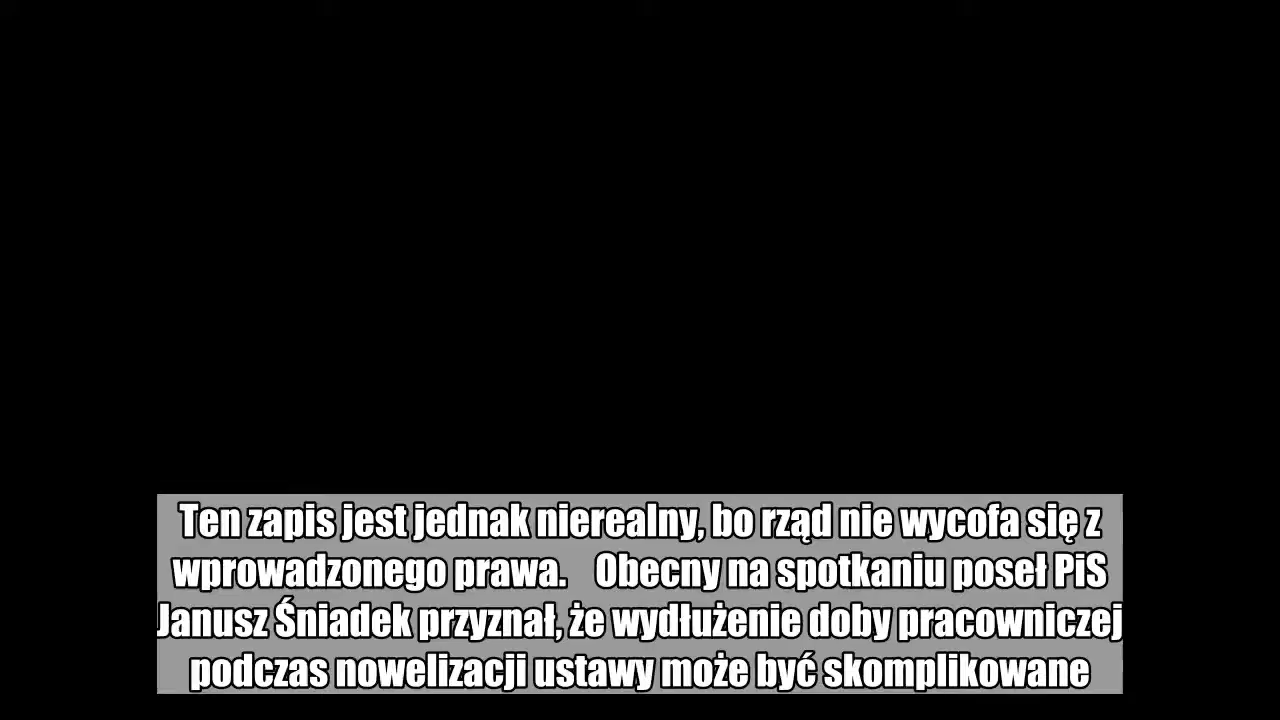 Ten zapis jest jednak nierealny, bo rząd nie wycofa się z
wprowadzonego prawa. Obecny na spotkaniu poseł PiS
Janusz Śniadek przyznał, że wydłużenie doby pracowniczej
podczas nowelizacji ustawy może być skomplikowane